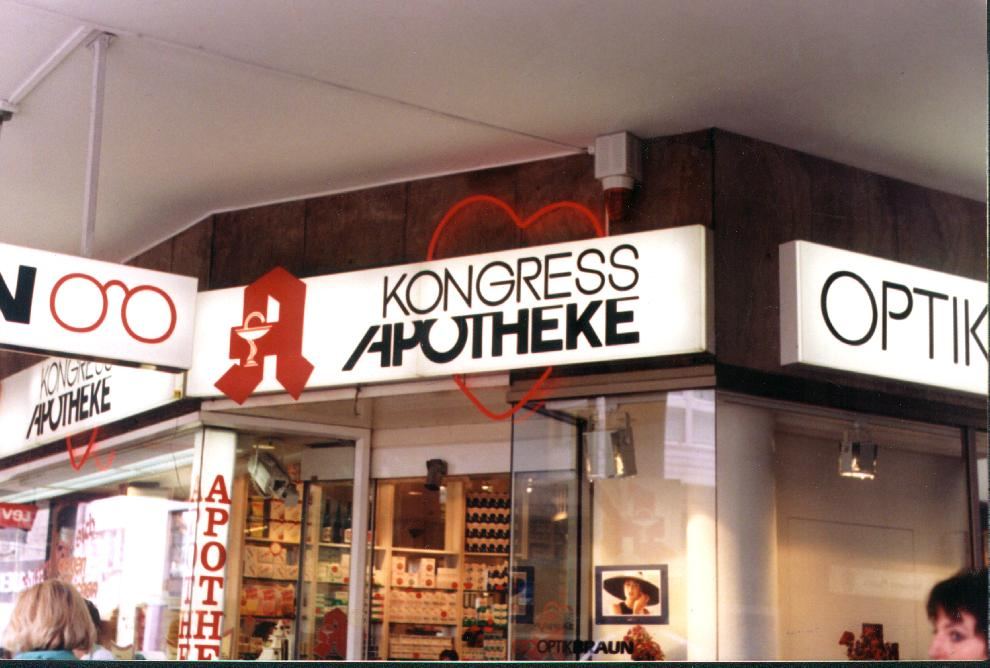 N
KONGRESS
APOTHEKE
OPTIK
KONGRESS
APOTHEKE
APOTHE
OPTIKBRAUN